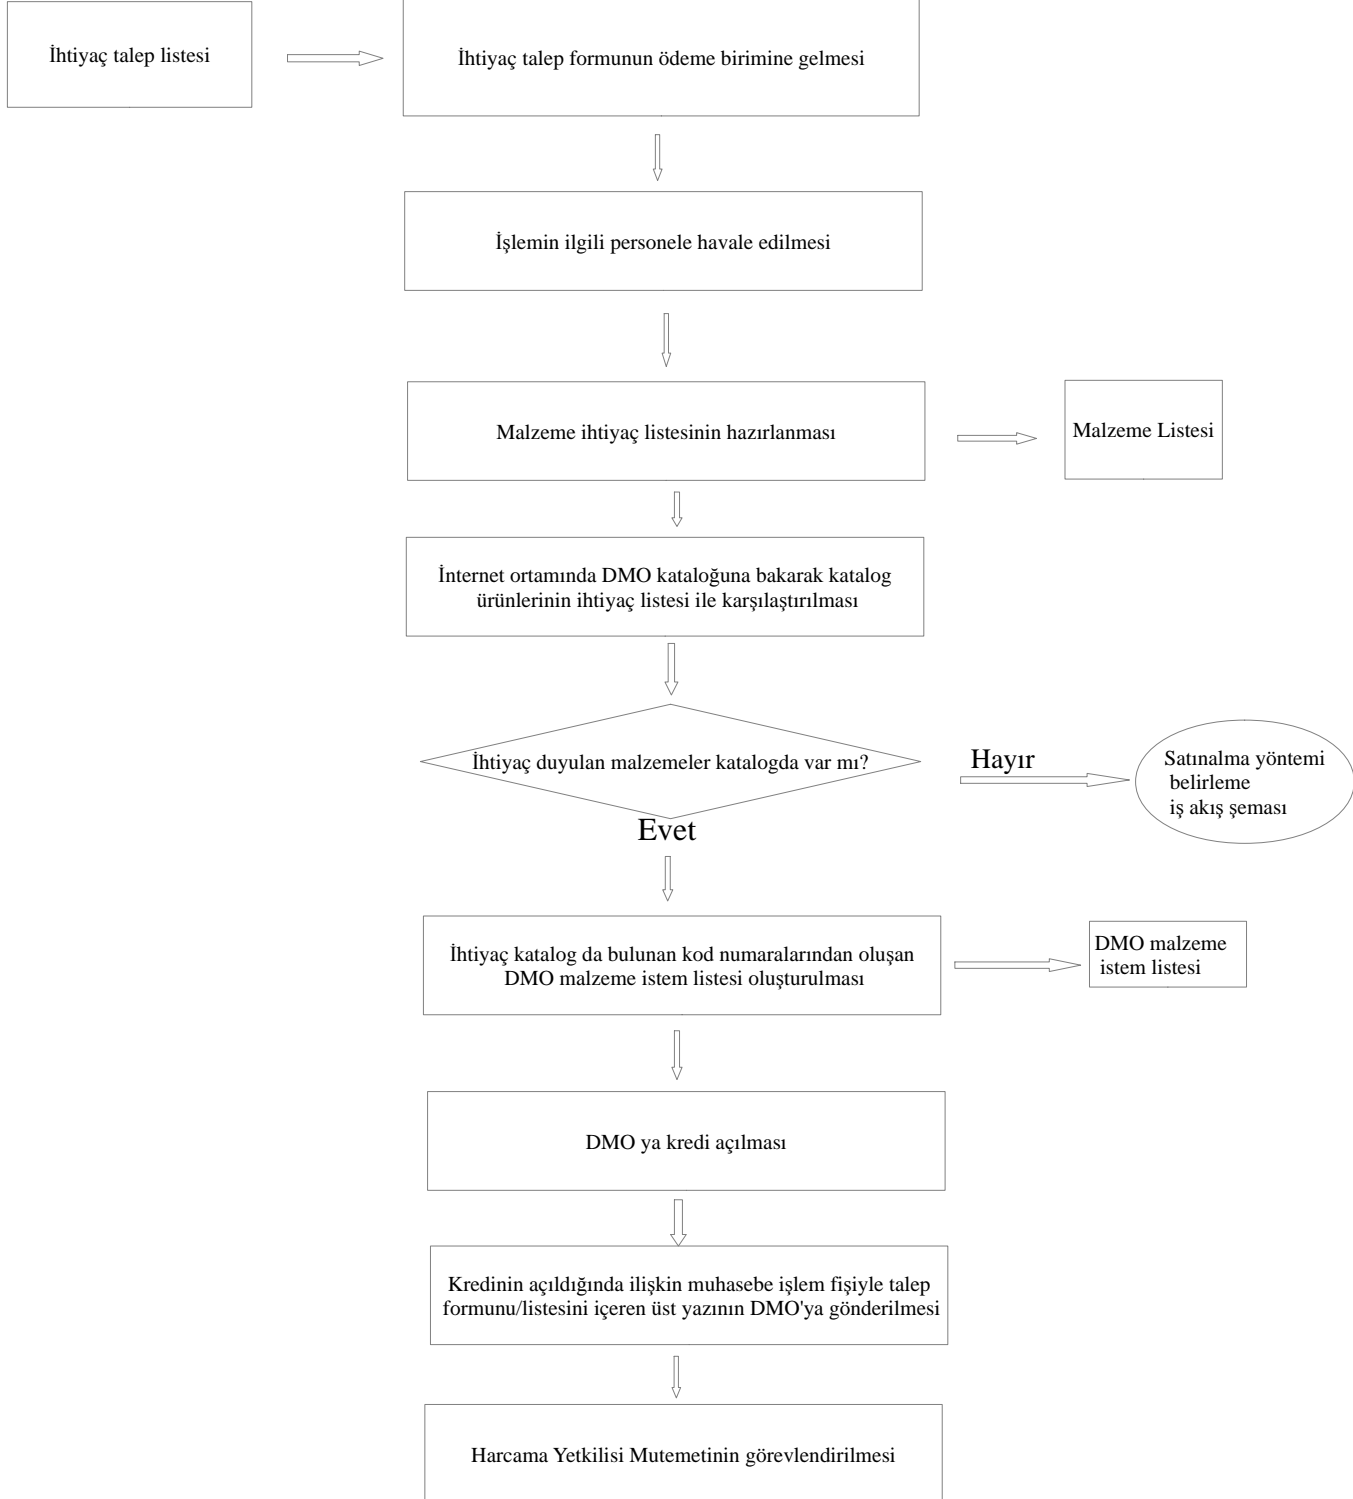 İhtiyaç talep listesi
İhtiyaç talep formunun ödeme birimine gelmesi
İşlemin ilgili personele havale edilmesi
Malzeme ihtiyaç listesinin hazırlanması
Malzeme Listesi
İnternet ortamında DMO kataloğuna bakarak katalog
ürünlerinin ihtiyaç listesi ile karşılaştırılması
İhtiyaç duyulan malzemeler katalogda var mı?
Hayır
Satınalma yöntemi
belirleme
iş akış şeması
Evet
İhtiyaç katalog da bulunan kod numaralarından oluşan
DMO malzeme istem listesi oluşturulması
DMO malzeme
istem listesi
DMO ya kredi açılması
Kredinin açıldığında ilişkin muhasebe işlem fişiyle talep
formunu/listesini içeren üst yazının DMO'ya gönderilmesi
Harcama Yetkilisi Mutemetinin görevlendirilmesi